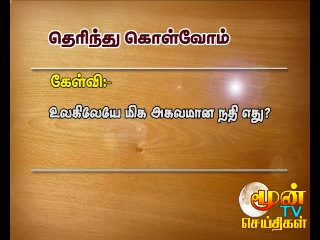 தெரிந்து கொள்வோம்
கேள்வி:-
உலகிலேயே மிக அகலமான நதி எது?
மூன்
TV
செய்திகள்